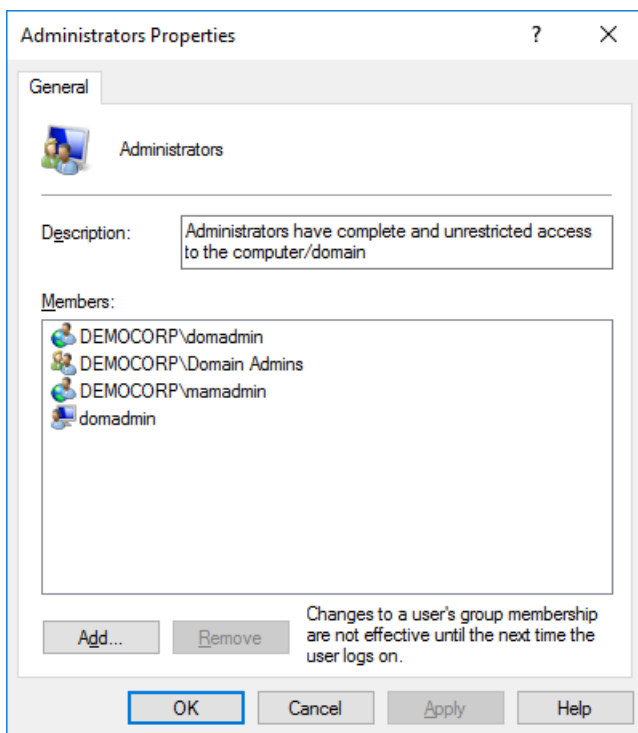 Administrators Properties
?
General
Administrators
Description:
Administrators have complete and unrestricted access
to the computer/domain
Members:
DEMOCORP\domadmin
DEMOCORP\Domain Admins
DEMOCORP\mamadmin
domadmin
Add...
Remove
Changes to a user's group membership
are not effective until the next time the
user logs on.
OK
Cancel
Apply
Help